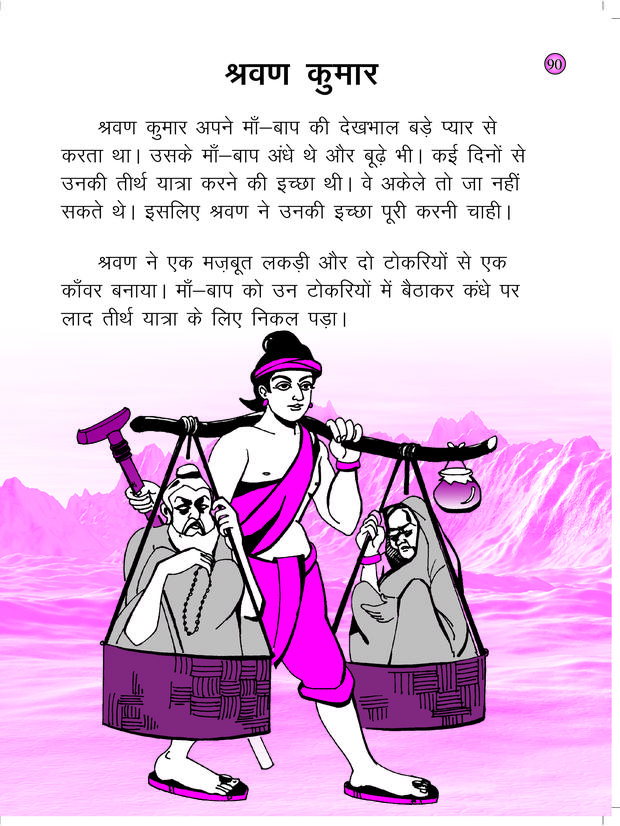 श्रवण कुमार
90
श्रवण कुमार अपने माँ–बाप की देखभाल बड़े प्यार से
करता था। उसके माँ–बाप अंधे थे और बूढ़े भी। कई दिनों से
उनकी तीर्थ यात्रा करने की इच्छा थी। वे अकेले तो जा नहीं
सकते थे। इसलिए श्रवण ने उनकी इच्छा पूरी करनी चाही।
श्रवण ने एक मज़बूत लकड़ी और दो टोकरियों से एक
काँवर बनाया। माँ–बाप को उन टोकरियों में बैठाकर कंधे पर
लाद तीर्थ यात्रा के लिए निकल पड़ा।